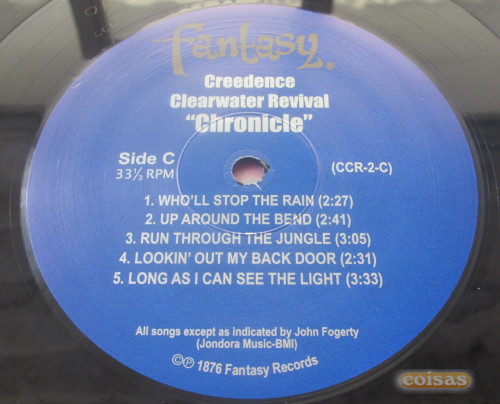 fantasy.
Creedence
Clearwater Revival
"Chronicle"
Side C
33⅓ RPM
(CCR-2-C)
1. WHO'LL STOP THE RAIN (2:27)
2. UP AROUND THE BEND (2:41)
3. RUN THROUGH THE JUNGLE (3:05)
4. LOOKIN' OUT MY BACK DOOR (2:31)
5. LONG AS I CAN SEE THE LIGHT (3:33)
All songs except as indicated by John Fogerty
(Jondora Music-BMI)
©℗ 1876 Fantasy Records
coisas